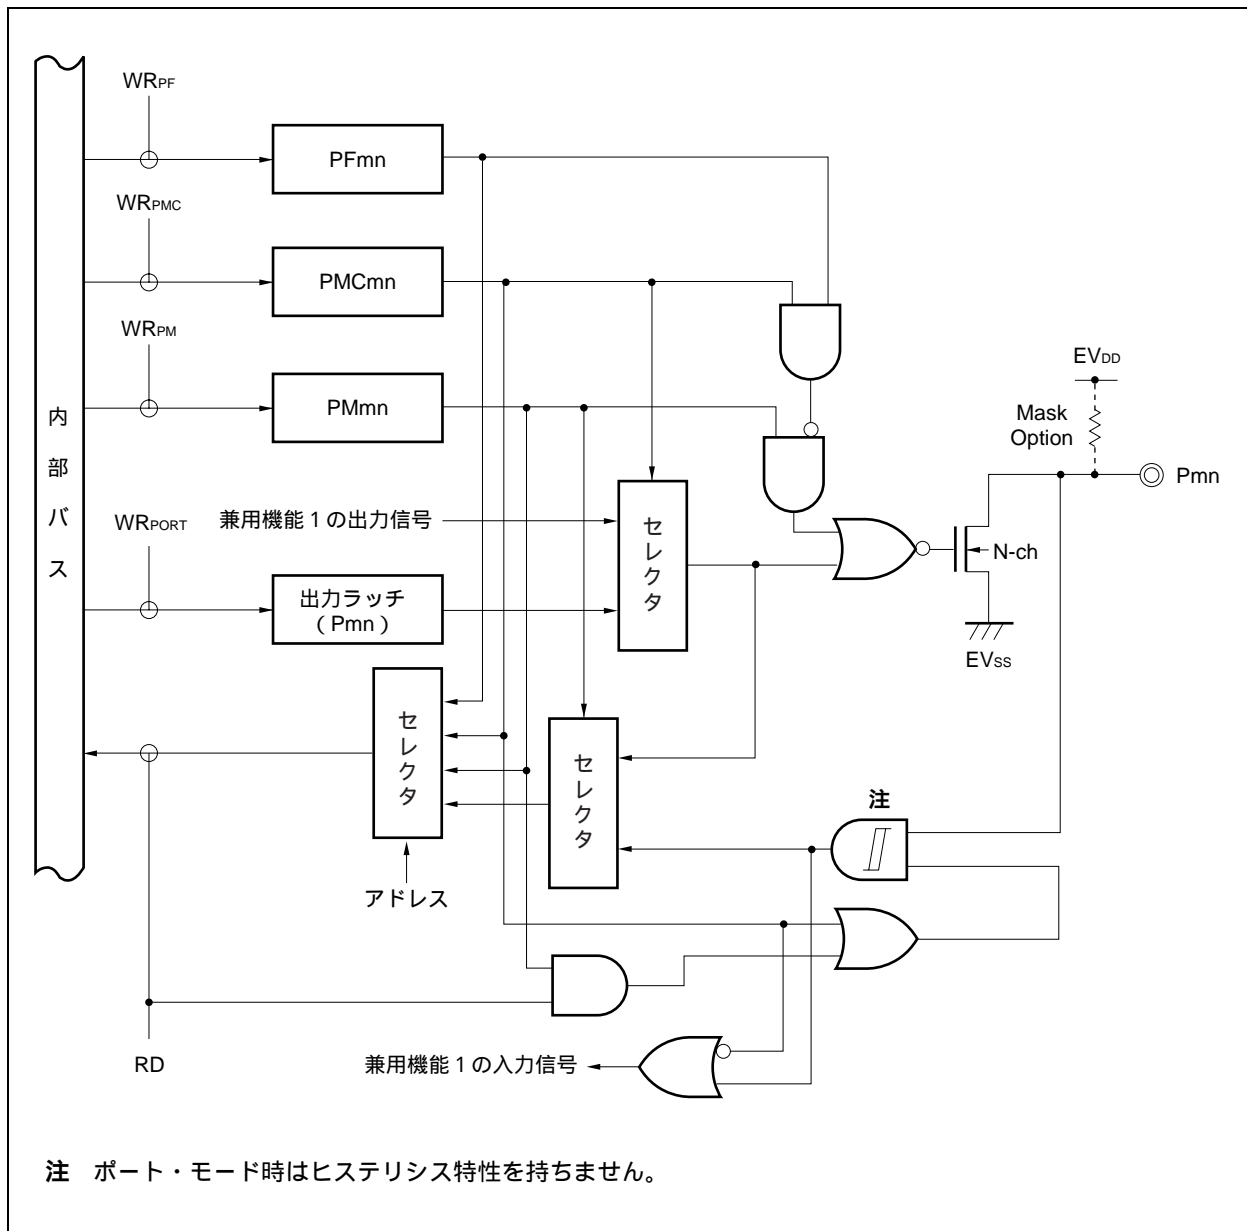 WRPF
PFmn
WRPMC
PMCmn
WRPM
PMmn
内部バス
EVDD
Mask
Option
Pmn
WRPORT
兼用機能1の出力信号
セレクタ
N-ch
出力ラッチ
(Pmn)
EVSS
セレクタ
セレクタ
注
アドレス
RD
兼用機能1の入力信号
注 ポート・モード時はヒステリシス特性を持ちません。